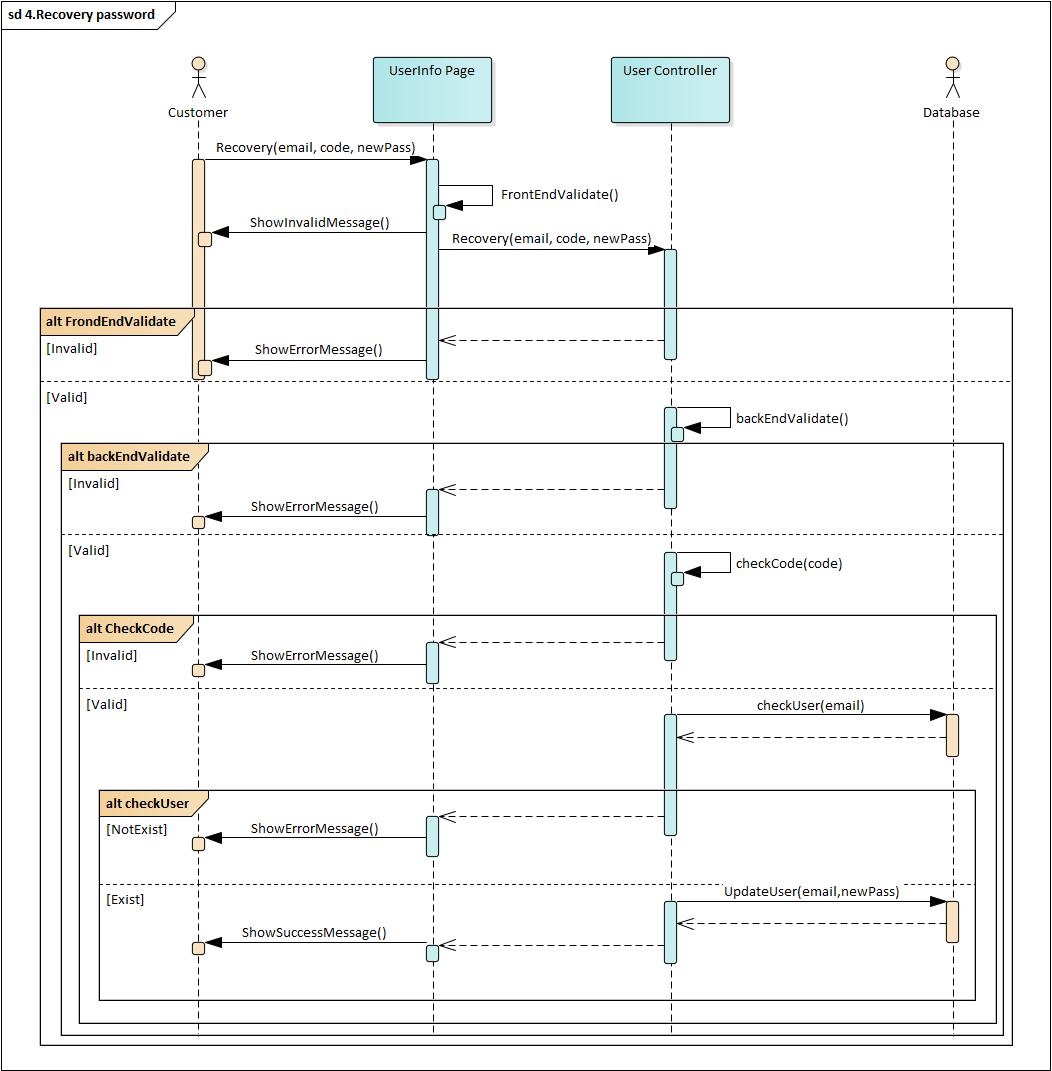 sd 4.Recovery password
Customer
UserInfo Page
User Controller
Database
Recovery(email, code, newPass)
FrontEndValidate()
ShowInvalidMessage()
Recovery(email, code, newPass)
alt FrondEndValidate
[Invalid]
ShowErrorMessage()
[Valid]
backEndValidate()
alt backEndValidate
[Invalid]
ShowErrorMessage()
[Valid]
checkCode(code)
alt CheckCode
[Invalid]
ShowErrorMessage()
[Valid]
checkUser(email)
alt checkUser
[NotExist]
ShowErrorMessage()
[Exist]
UpdateUser(email,newPass)
ShowSuccessMessage()